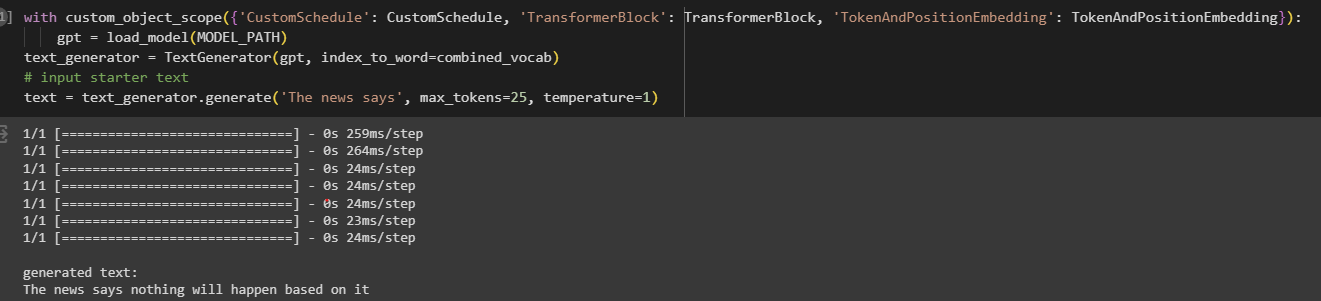 1] with custom_object_scope({'CustomSchedule': CustomSchedule, 'TransformerBlock': TransformerBlock, 'TokenAndPositionEmbedding': TokenAndPositionEmbedding}):
gpt = load_model(MODEL_PATH)
text_generator = TextGenerator(gpt, index_to_word=combined_vocab)
# input starter text
text = text_generator.generate('The news says', max_tokens=25, temperature=1)
1/1 [==============================] - 0s 259ms/step
1/1 [==============================] - 0s 264ms/step
1/1 [==============================] - 0s 24ms/step
1/1 [==============================] - 0s 24ms/step
1/1 [==============================] - 0s 24ms/step
1/1 [==============================] - 0s 23ms/step
1/1 [==============================] - 0s 24ms/step
generated text:
The news says nothing will happen based on it